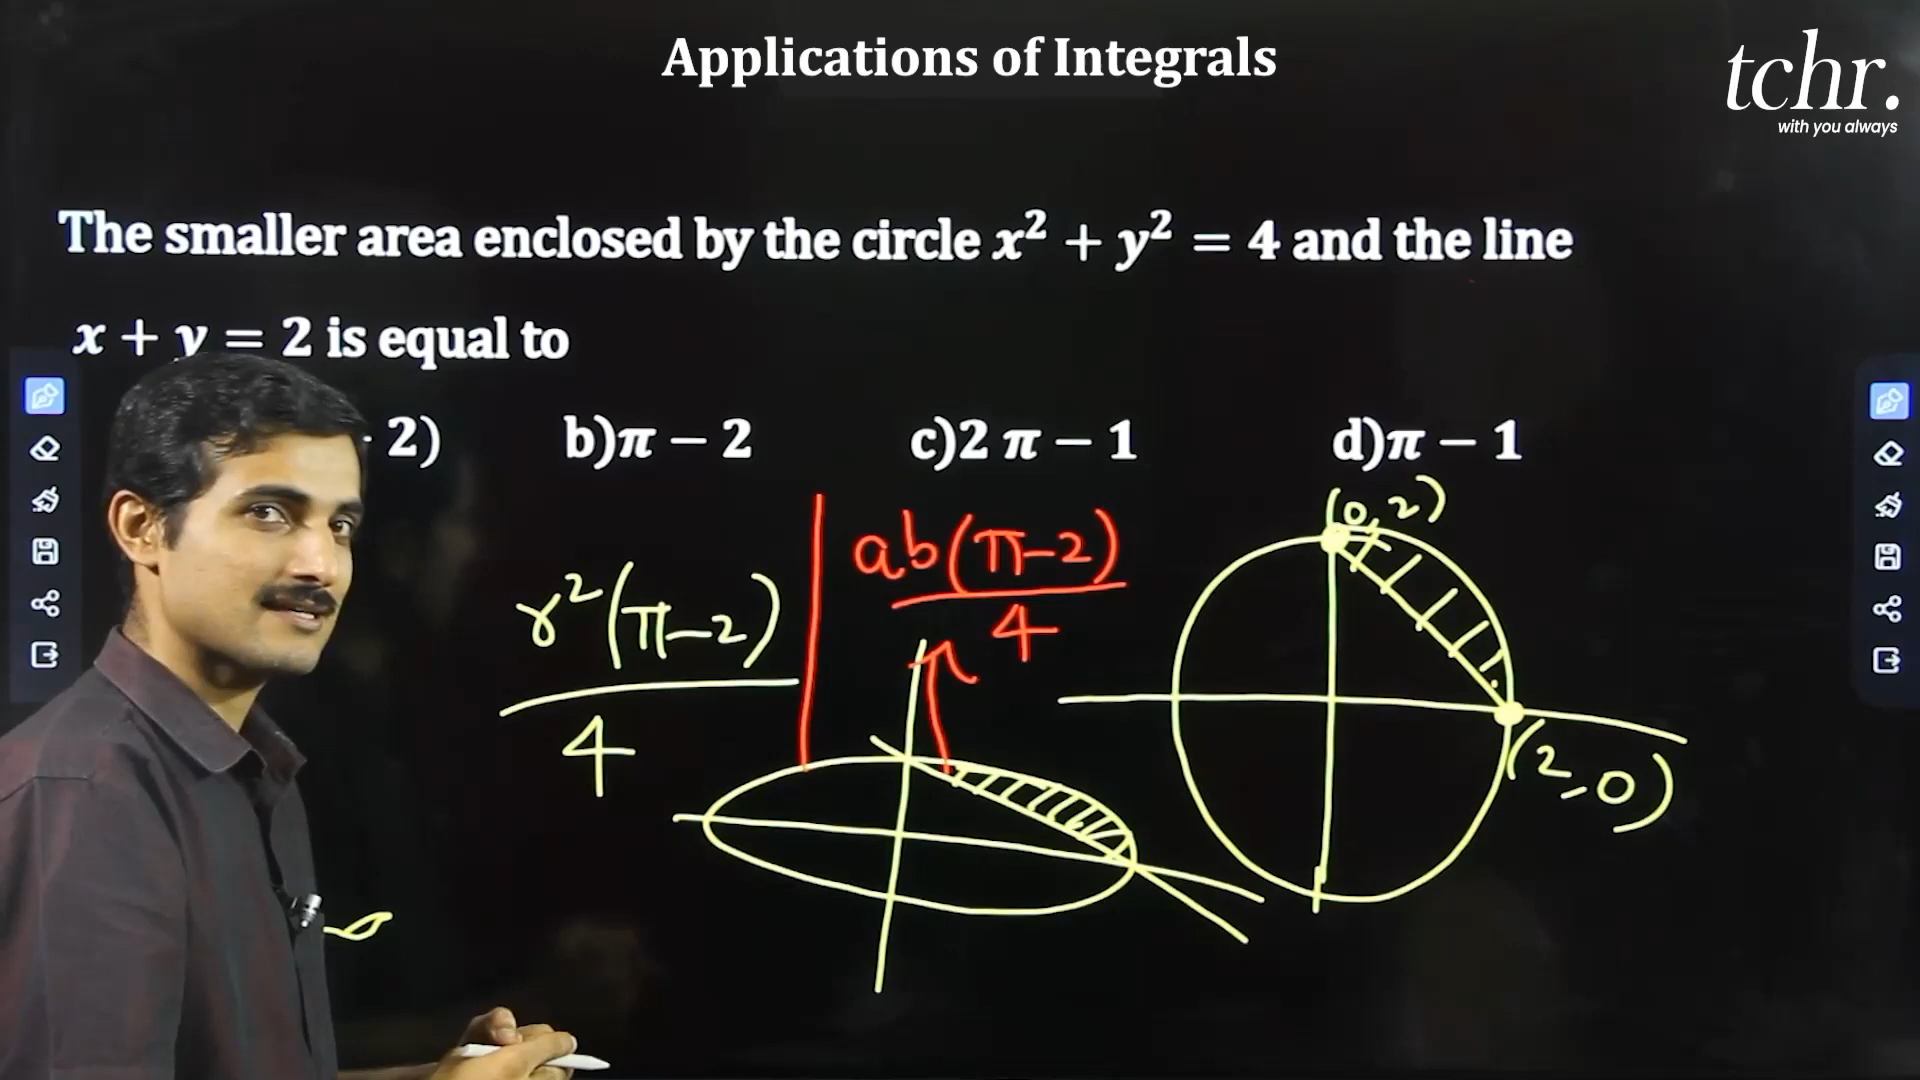 Applications of Integrals
tchr.
with you always
The smaller area enclosed by the circle x² + y² = 4 and the line
x + y = 2 is equal to
2) b)π − 2 c)2 π − 1 d)π − 1
(0,2)
r²(π−2)
4
ab(π−2)
4
(2,0)